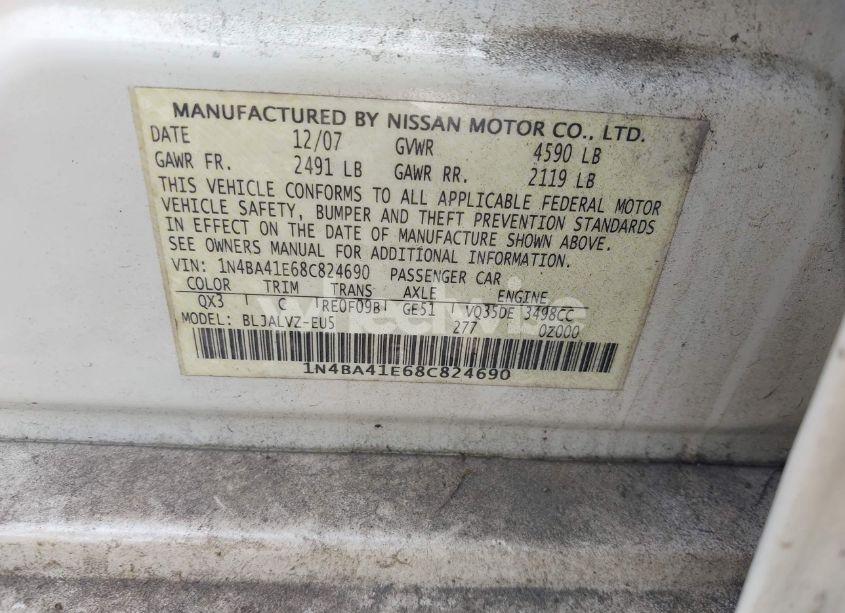 MANUFACTURED BY NISSAN MOTOR CO., LTD.
DATE 12/07 GVWR 4590 LB
GAWR FR. 2491 LB GAWR RR. 2119 LB
THIS VEHICLE CONFORMS TO ALL APPLICABLE FEDERAL MOTOR
VEHICLE SAFETY, BUMPER AND THEFT PREVENTION STANDARDS
IN EFFECT ON THE DATE OF MANUFACTURE SHOWN ABOVE.
SEE OWNERS MANUAL FOR ADDITIONAL INFORMATION.
VIN: 1N4BA41E68C824690 PASSENGER CAR
COLOR TRIM TRANS AXLE ENGINE
QX3 C RE0F09B GE51 VQ35DE 3498CC
MODEL: BLJALVZ-EU5 277 0Z000
1N4BA41E68C824690